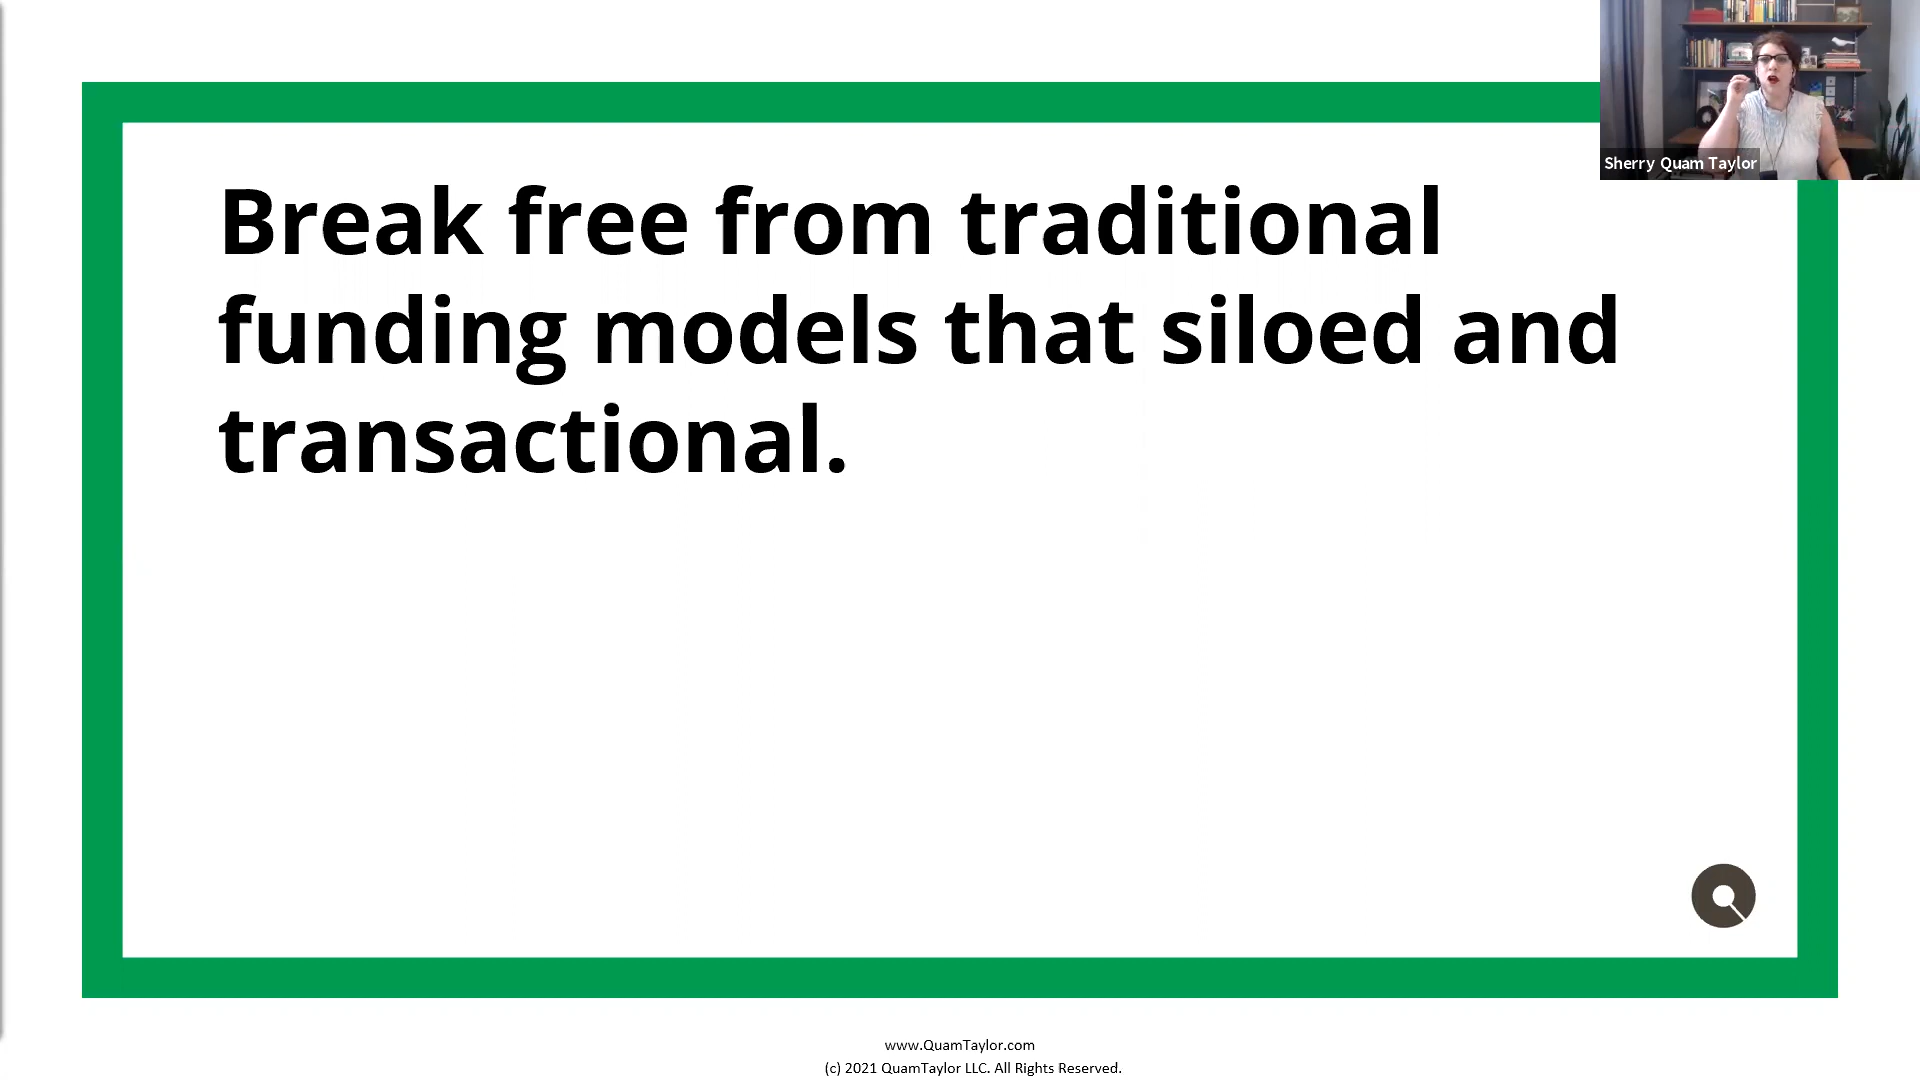 Sherry Quam Taylor
Break free from traditional
funding models that siloed and
transactional.
www.QuamTaylor.com
(c) 2021 QuamTaylor LLC. All Rights Reserved.